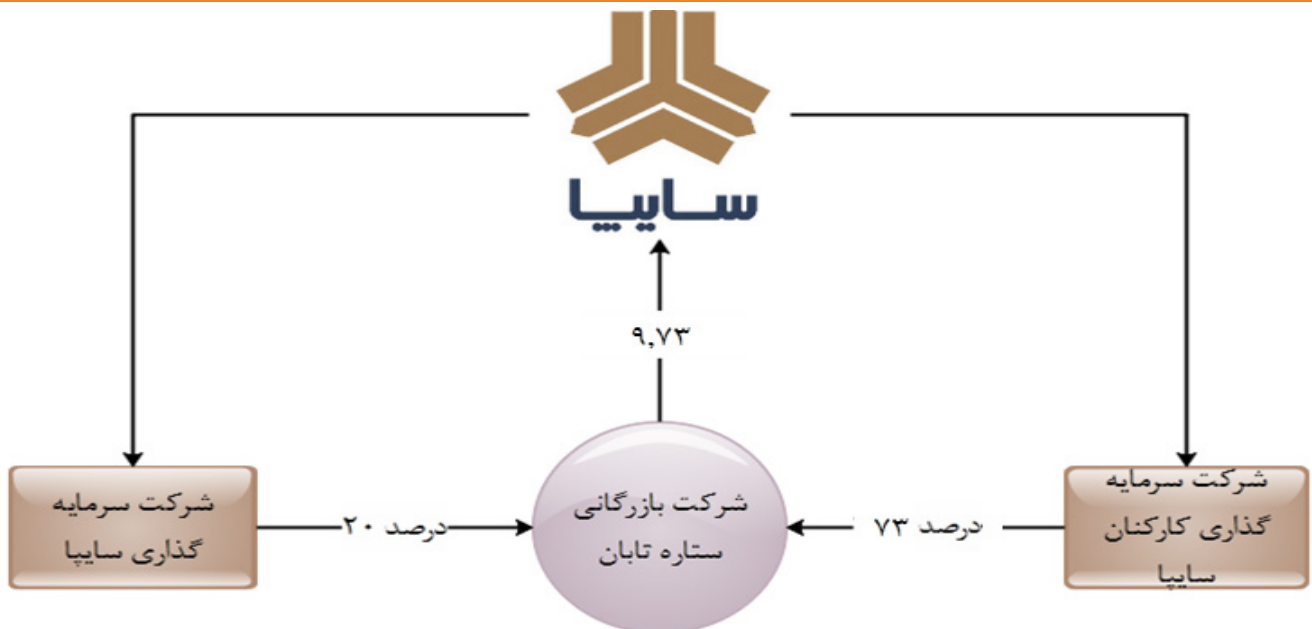 سایپا
۹,۷۳
شرکت سرمایه
گذاری کارکنان
سایپا
۷۳ درصد
شرکت بازرگانی
ستاره تابان
۲۰ درصد
شرکت سرمایه
گذاری سایپا